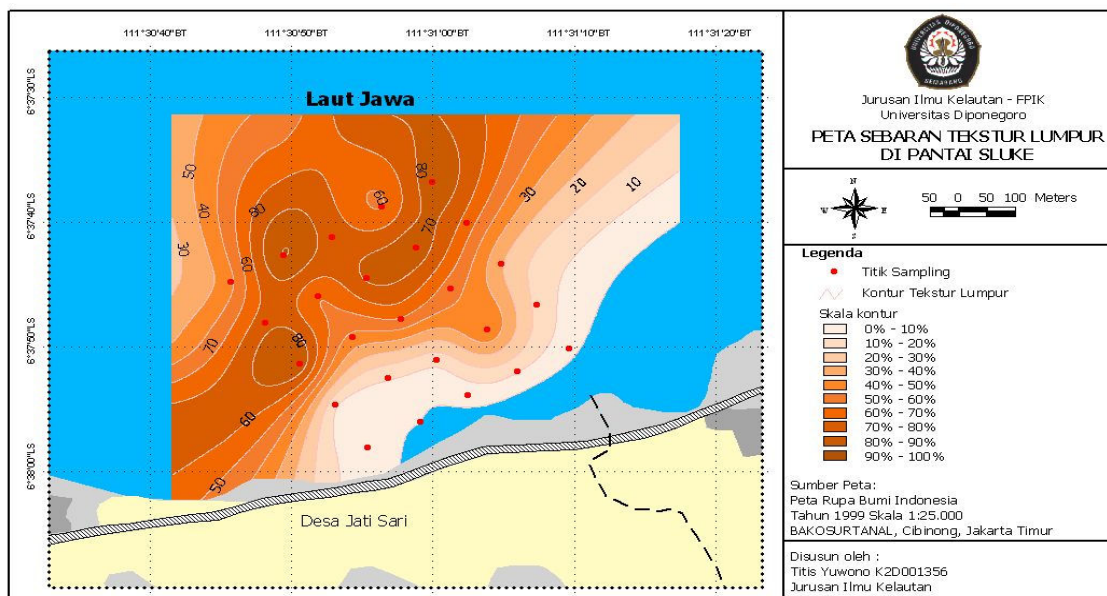 111°30'40"BT 111°30'50"BT 111°31'00"BT 111°31'10"BT 111°31'20"BT
6°37'30"LS
6°37'40"LS
6°37'50"LS
6°38'00"LS
Laut Jawa
50
40
30
80
60
60
80
70
30
20
10
70
80
60
50
Desa Jati Sari
UNIVERSITAS DIPONEGORO
SEMARANG
Jurusan Ilmu Kelautan - FPIK
Universitas Diponegoro
PETA SEBARAN TEKSTUR LUMPUR
DI PANTAI SLUKE
N
W E
S
50 0 50 100 Meters
Legenda
Titik Sampling
Kontur Tekstur Lumpur
Skala kontur
0% - 10%
10% - 20%
20% - 30%
30% - 40%
40% - 50%
50% - 60%
60% - 70%
70% - 80%
80% - 90%
90% - 100%
Sumber Peta:
Peta Rupa Bumi Indonesia
Tahun 1999 Skala 1:25.000
BAKOSURTANAL, Cibinong, Jakarta Timur
Disusun oleh :
Titis Yuwono K2D001356
Jurusan Ilmu Kelautan